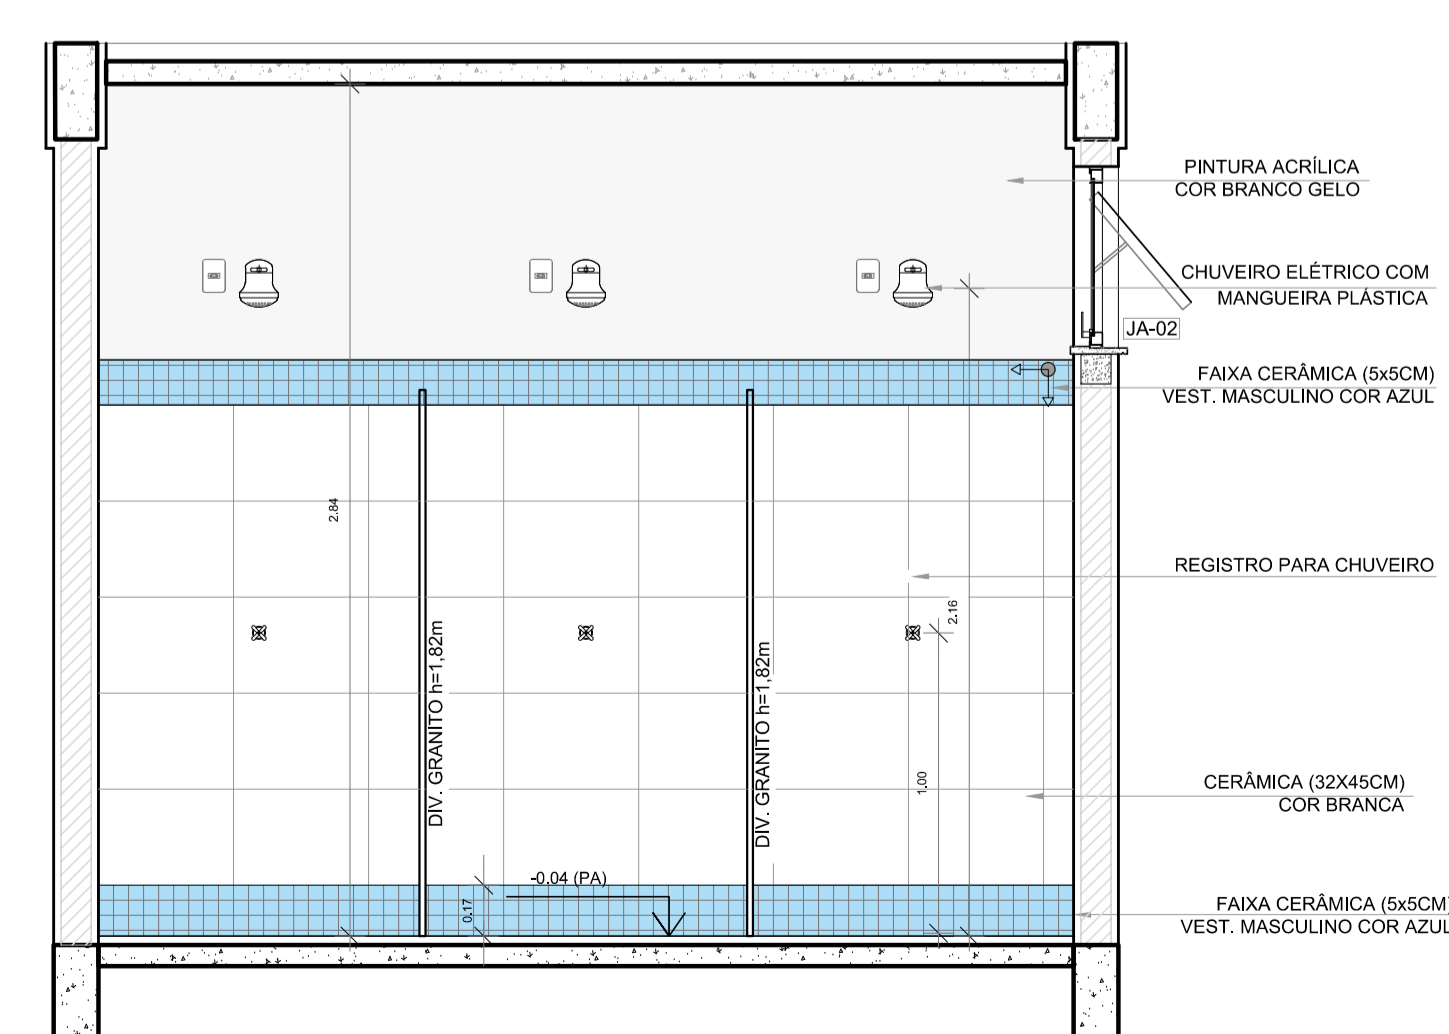 PINTURA ACRÍLICA
COR BRANCO GELO
CHUVEIRO ELÉTRICO COM
MANGUEIRA PLÁSTICA
JA-02
FAIXA CERÂMICA (5x5CM)
VEST. MASCULINO COR AZUL
2.84
REGISTRO PARA CHUVEIRO
2.16
DIV. GRANITO h=1,82m
DIV. GRANITO h=1,82m
1.00
CERÂMICA (32X45CM)
COR BRANCA
-0.04 (PA)
0.17
FAIXA CERÂMICA (5x5CM)
VEST. MASCULINO COR AZUL